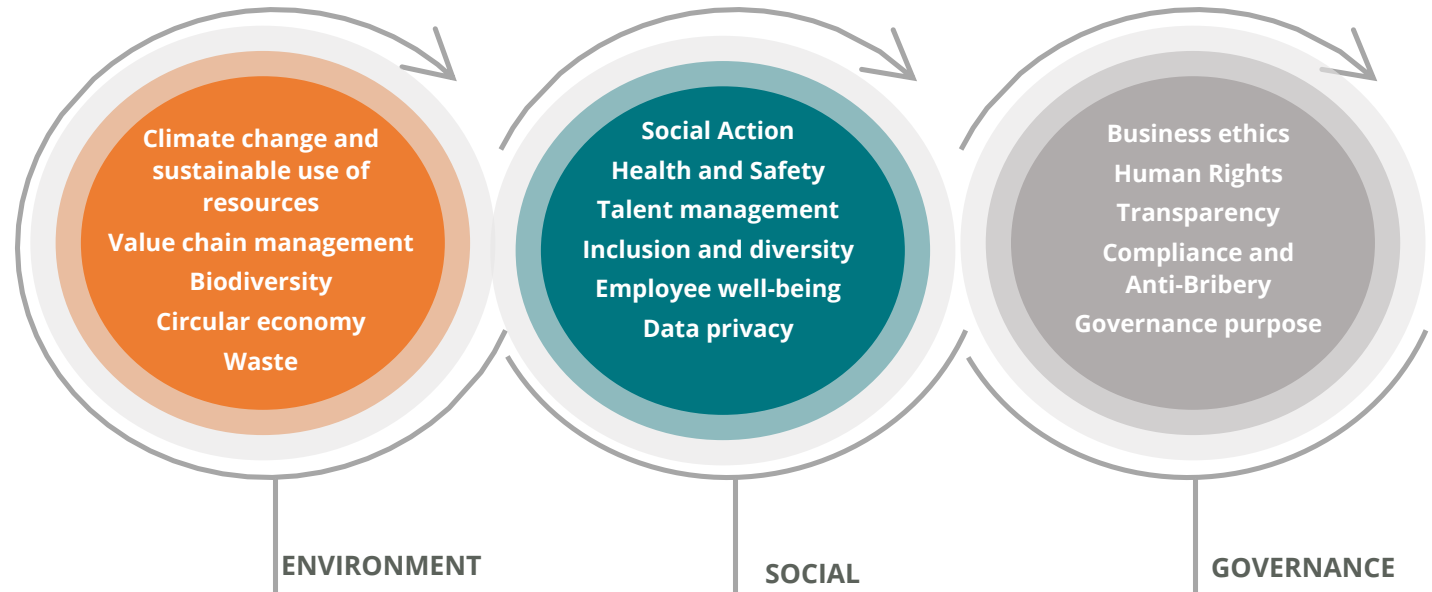 Climate change and
sustainable use of
resources
Value chain management
Biodiversity
Circular economy
Waste
Social Action
Health and Safety
Talent management
Inclusion and diversity
Employee well-being
Data privacy
Business ethics
Human Rights
Transparency
Compliance and
Anti-Bribery
Governance purpose
ENVIRONMENT
SOCIAL
GOVERNANCE